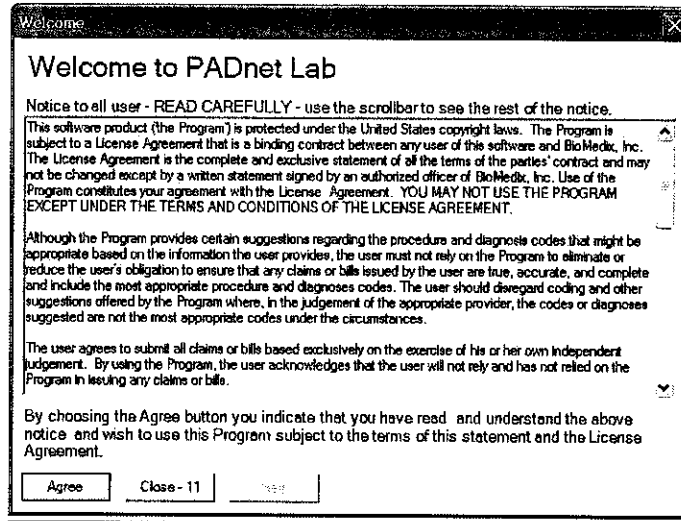 Welcome
Welcome to PADnet Lab
Notice to all user - READ CAREFULLY - use the scrollbar to see the rest of the notice.
This software product ('the Program') is protected under the United States copyright laws. The Program is
subject to a License Agreement that is a binding contract between any user of this software and BioMedix, Inc.
The License Agreement is the complete and exclusive statement of all the terms of the parties' contract and may
not be changed except by a written statement signed by an authorized officer of BioMedix, Inc. Use of the
Program constitutes your agreement with the License Agreement. YOU MAY NOT USE THE PROGRAM
EXCEPT UNDER THE TERMS AND CONDITIONS OF THE LICENSE AGREEMENT.
Although the Program provides certain suggestions regarding the procedure and diagnosis codes that might be
appropriate based on the information the user provides, the user must not rely on the Program to eliminate or
reduce the user's obligation to ensure that any claims or bills issued by the user are true, accurate, and complete
and include the most appropriate procedure and diagnoses codes. The user should disregard coding and other
suggestions offered by the Program where, in the judgement of the appropriate provider, the codes or diagnoses
suggested are not the most appropriate codes under the circumstances.
The user agrees to submit all claims or bills based exclusively on the exercise of his or her own independent
judgement. By using the Program, the user acknowledges that the user will not rely and has not relied on the
Program in issuing any claims or bills.
By choosing the Agree button you indicate that you have read and understand the above
notice and wish to use this Program subject to the terms of this statement and the License
Agreement.
Agree
Close - 11